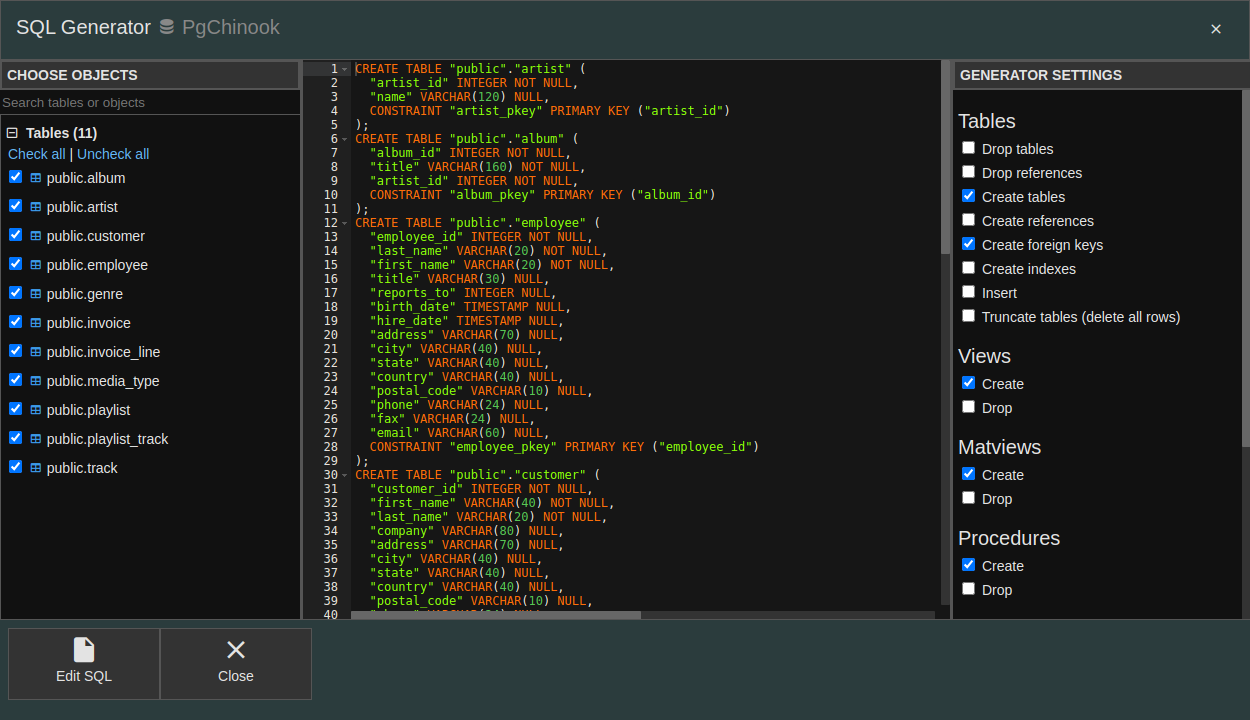 SQL Generator PgChinook
×
CHOOSE OBJECTS
Search tables or objects
Tables (11)
Check all | Uncheck all
public.album
public.artist
public.customer
public.employee
public.genre
public.invoice
public.invoice_line
public.media_type
public.playlist
public.playlist_track
public.track
1 CREATE TABLE "public"."artist" (
2 "artist_id" INTEGER NOT NULL,
3 "name" VARCHAR(120) NULL,
4 CONSTRAINT "artist_pkey" PRIMARY KEY ("artist_id")
5 );
6 CREATE TABLE "public"."album" (
7 "album_id" INTEGER NOT NULL,
8 "title" VARCHAR(160) NOT NULL,
9 "artist_id" INTEGER NOT NULL,
10 CONSTRAINT "album_pkey" PRIMARY KEY ("album_id")
11 );
12 CREATE TABLE "public"."employee" (
13 "employee_id" INTEGER NOT NULL,
14 "last_name" VARCHAR(20) NOT NULL,
15 "first_name" VARCHAR(20) NOT NULL,
16 "title" VARCHAR(30) NULL,
17 "reports_to" INTEGER NULL,
18 "birth_date" TIMESTAMP NULL,
19 "hire_date" TIMESTAMP NULL,
20 "address" VARCHAR(70) NULL,
21 "city" VARCHAR(40) NULL,
22 "state" VARCHAR(40) NULL,
23 "country" VARCHAR(40) NULL,
24 "postal_code" VARCHAR(10) NULL,
25 "phone" VARCHAR(24) NULL,
26 "fax" VARCHAR(24) NULL,
27 "email" VARCHAR(60) NULL,
28 CONSTRAINT "employee_pkey" PRIMARY KEY ("employee_id")
29 );
30 CREATE TABLE "public"."customer" (
31 "customer_id" INTEGER NOT NULL,
32 "first_name" VARCHAR(40) NOT NULL,
33 "last_name" VARCHAR(20) NOT NULL,
34 "company" VARCHAR(80) NULL,
35 "address" VARCHAR(70) NULL,
36 "city" VARCHAR(40) NULL,
37 "state" VARCHAR(40) NULL,
38 "country" VARCHAR(40) NULL,
39 "postal_code" VARCHAR(10) NULL,
40
GENERATOR SETTINGS
Tables
Drop tables
Drop references
Create tables
Create references
Create foreign keys
Create indexes
Insert
Truncate tables (delete all rows)
Views
Create
Drop
Matviews
Create
Drop
Procedures
Create
Drop
Edit SQL
Close